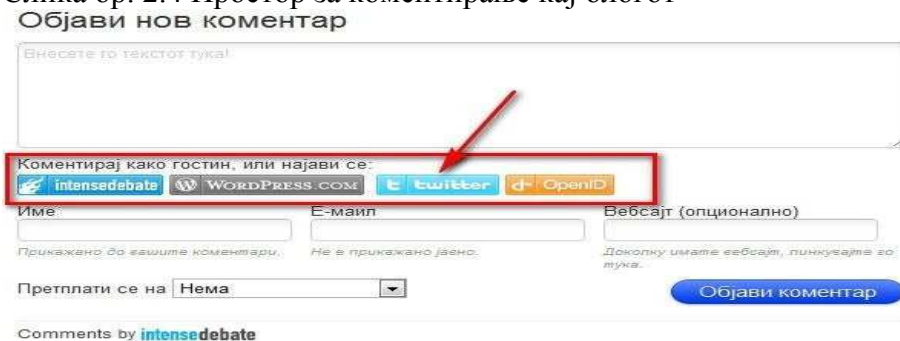 Слика бр. 2.4 Простор за коментирање кај блогот
Објави нов коментар
Внесете го текстот тука!
Коментирај како гостин, или најави се:
intensedebate WORDPRESS.COM twitter OpenID
Име Е-маил Вебсајт (опционално)
Прикажано до вашите коментари. Не е прикажано јавно. Доколку имате вебсајт, линкувајте го
тука.
Претплати се на Нема Објави коментар
Comments by intensedebate